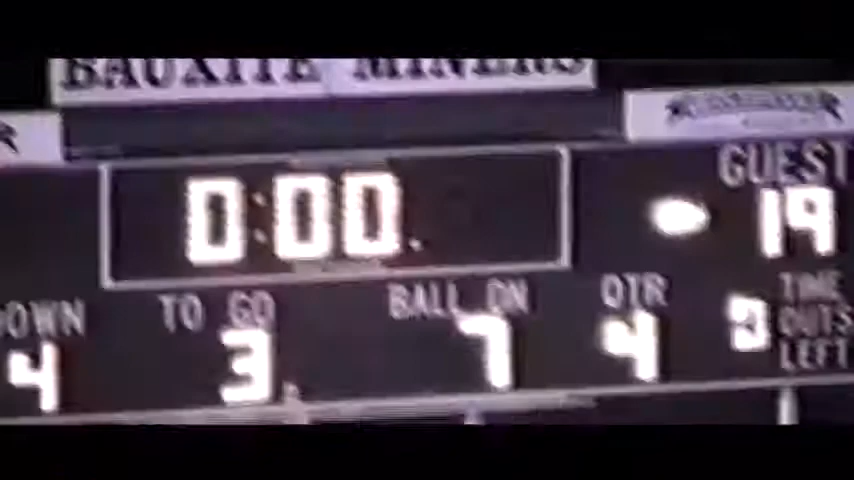 BAUXITE MINERS
GUEST
0:00.
19
DOWN TO GO BALL ON QTR TIME OUTS LEFT
4 3 7 4